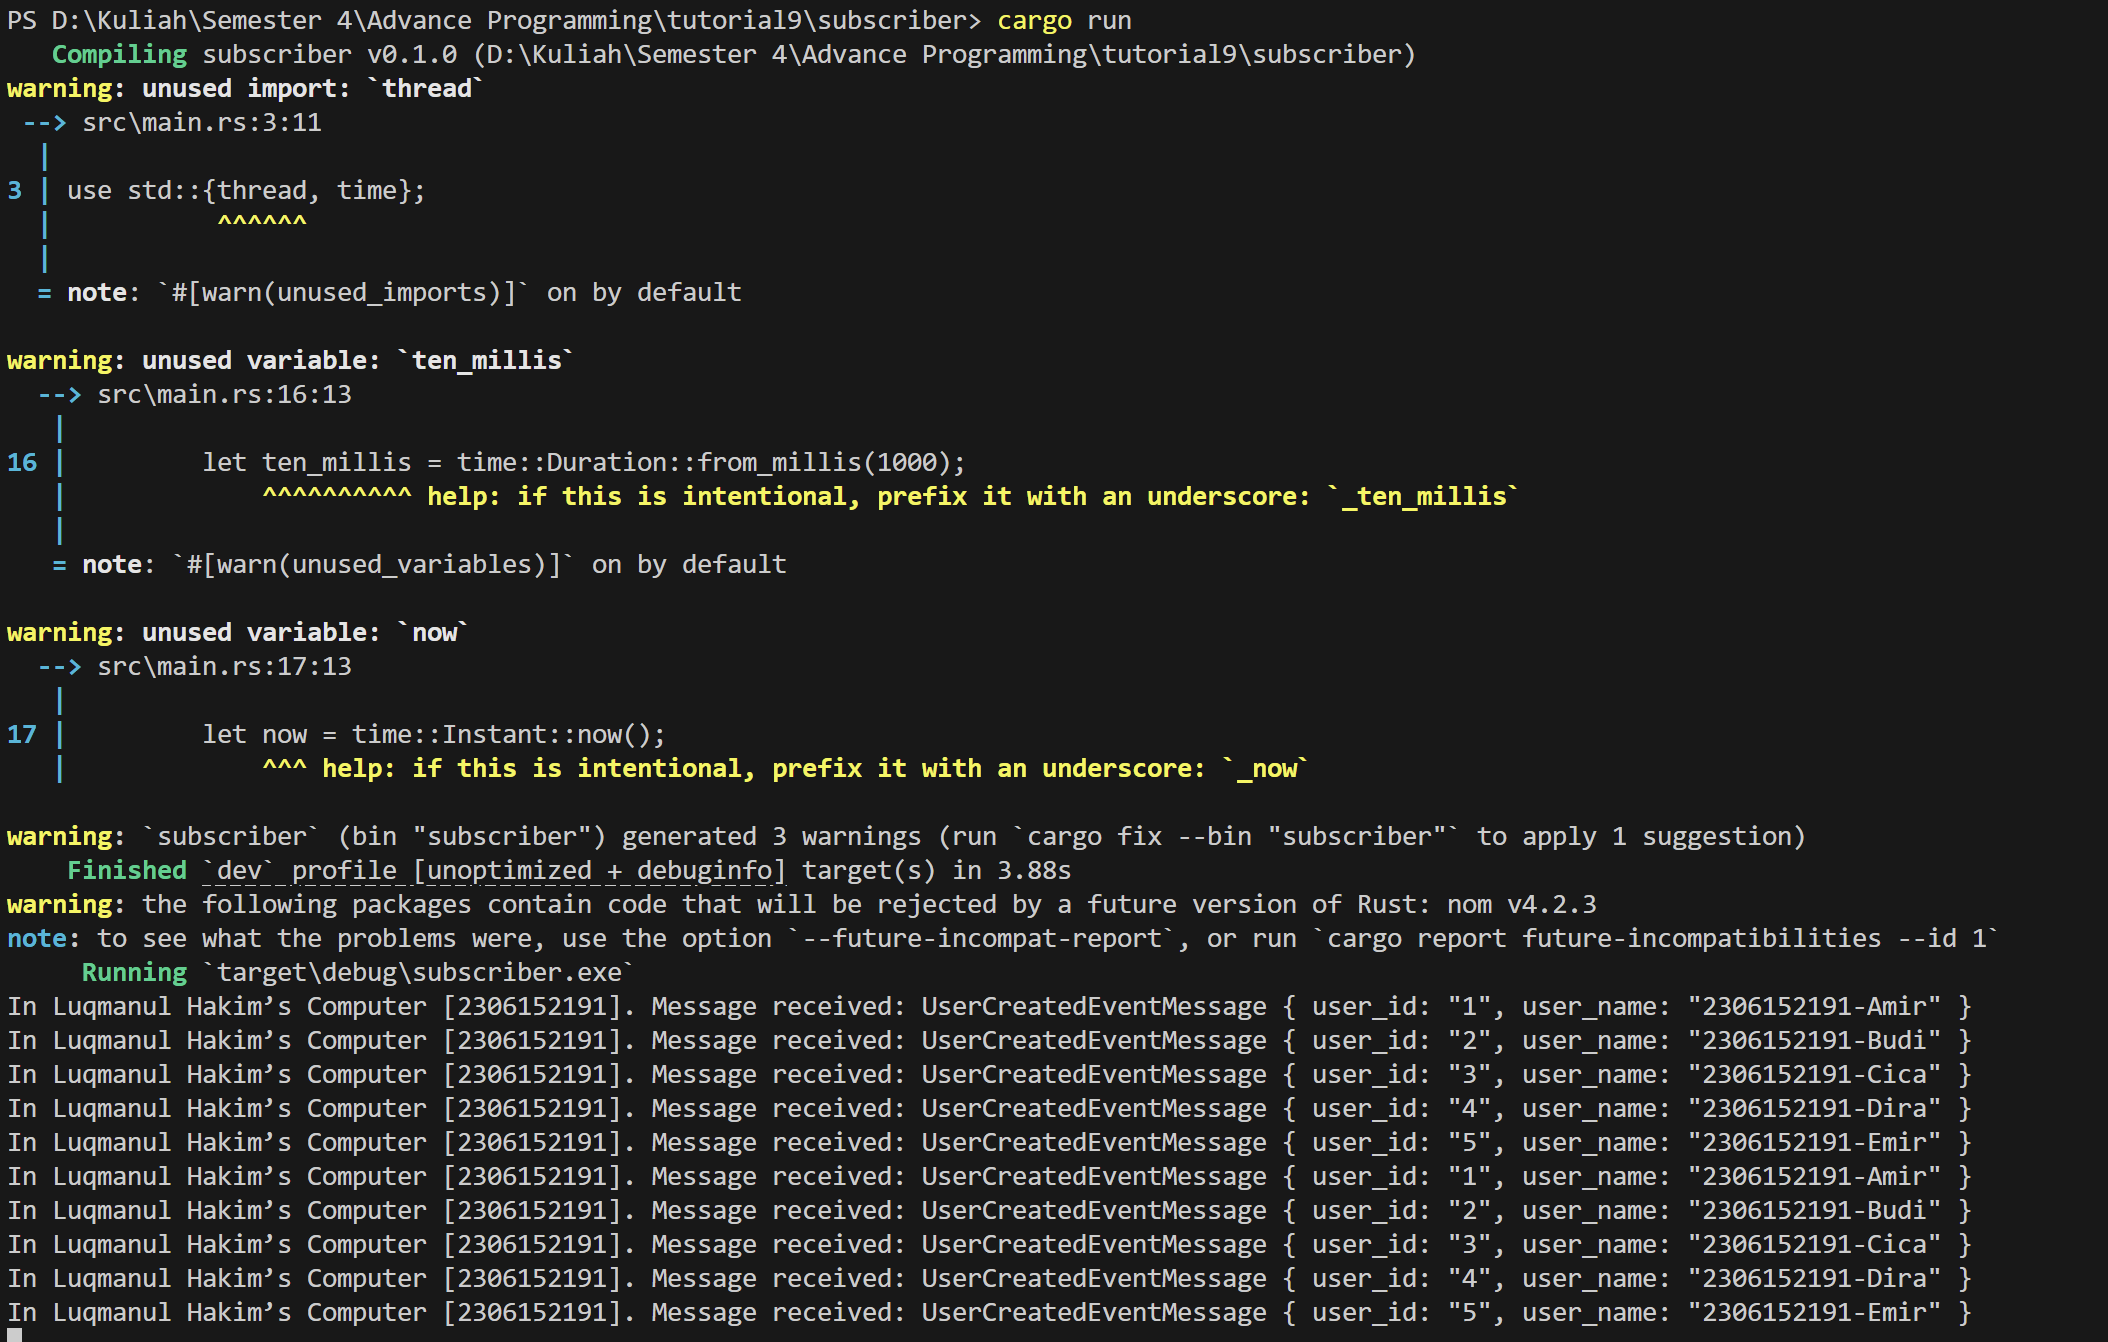 PS D:\Kuliah\Semester 4\Advance Programming\tutorial9\subscriber> cargo run
   Compiling subscriber v0.1.0 (D:\Kuliah\Semester 4\Advance Programming\tutorial9\subscriber)
warning: unused import: `thread`
 --> src\main.rs:3:11
  |
3 | use std::{thread, time};
  |           ^^^^^^
  |
  = note: `#[warn(unused_imports)]` on by default

warning: unused variable: `ten_millis`
  --> src\main.rs:16:13
   |
16 |         let ten_millis = time::Duration::from_millis(1000);
   |             ^^^^^^^^^^ help: if this is intentional, prefix it with an underscore: `_ten_millis`
   |
   = note: `#[warn(unused_variables)]` on by default

warning: unused variable: `now`
  --> src\main.rs:17:13
   |
17 |         let now = time::Instant::now();
   |             ^^^ help: if this is intentional, prefix it with an underscore: `_now`

warning: `subscriber` (bin "subscriber") generated 3 warnings (run `cargo fix --bin "subscriber"` to apply 1 suggestion)
    Finished `dev` profile [unoptimized + debuginfo] target(s) in 3.88s
warning: the following packages contain code that will be rejected by a future version of Rust: nom v4.2.3
note: to see what the problems were, use the option `--future-incompat-report`, or run `cargo report future-incompatibilities --id 1`
     Running `target\debug\subscriber.exe`
In Luqmanul Hakim’s Computer [2306152191]. Message received: UserCreatedEventMessage { user_id: "1", user_name: "2306152191-Amir" }
In Luqmanul Hakim’s Computer [2306152191]. Message received: UserCreatedEventMessage { user_id: "2", user_name: "2306152191-Budi" }
In Luqmanul Hakim’s Computer [2306152191]. Message received: UserCreatedEventMessage { user_id: "3", user_name: "2306152191-Cica" }
In Luqmanul Hakim’s Computer [2306152191]. Message received: UserCreatedEventMessage { user_id: "4", user_name: "2306152191-Dira" }
In Luqmanul Hakim’s Computer [2306152191]. Message received: UserCreatedEventMessage { user_id: "5", user_name: "2306152191-Emir" }
In Luqmanul Hakim’s Computer [2306152191]. Message received: UserCreatedEventMessage { user_id: "1", user_name: "2306152191-Amir" }
In Luqmanul Hakim’s Computer [2306152191]. Message received: UserCreatedEventMessage { user_id: "2", user_name: "2306152191-Budi" }
In Luqmanul Hakim’s Computer [2306152191]. Message received: UserCreatedEventMessage { user_id: "3", user_name: "2306152191-Cica" }
In Luqmanul Hakim’s Computer [2306152191]. Message received: UserCreatedEventMessage { user_id: "4", user_name: "2306152191-Dira" }
In Luqmanul Hakim’s Computer [2306152191]. Message received: UserCreatedEventMessage { user_id: "5", user_name: "2306152191-Emir" }